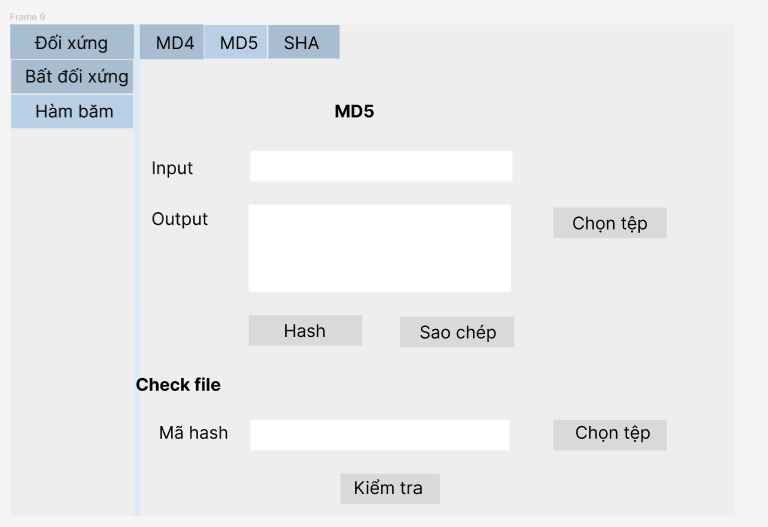 Frame 9
Đối xứng
MD4
MD5
SHA
Bất đối xứng
Hàm băm
MD5
Input
Output
Chọn tệp
Hash
Sao chép
Check file
Mã hash
Chọn tệp
Kiểm tra